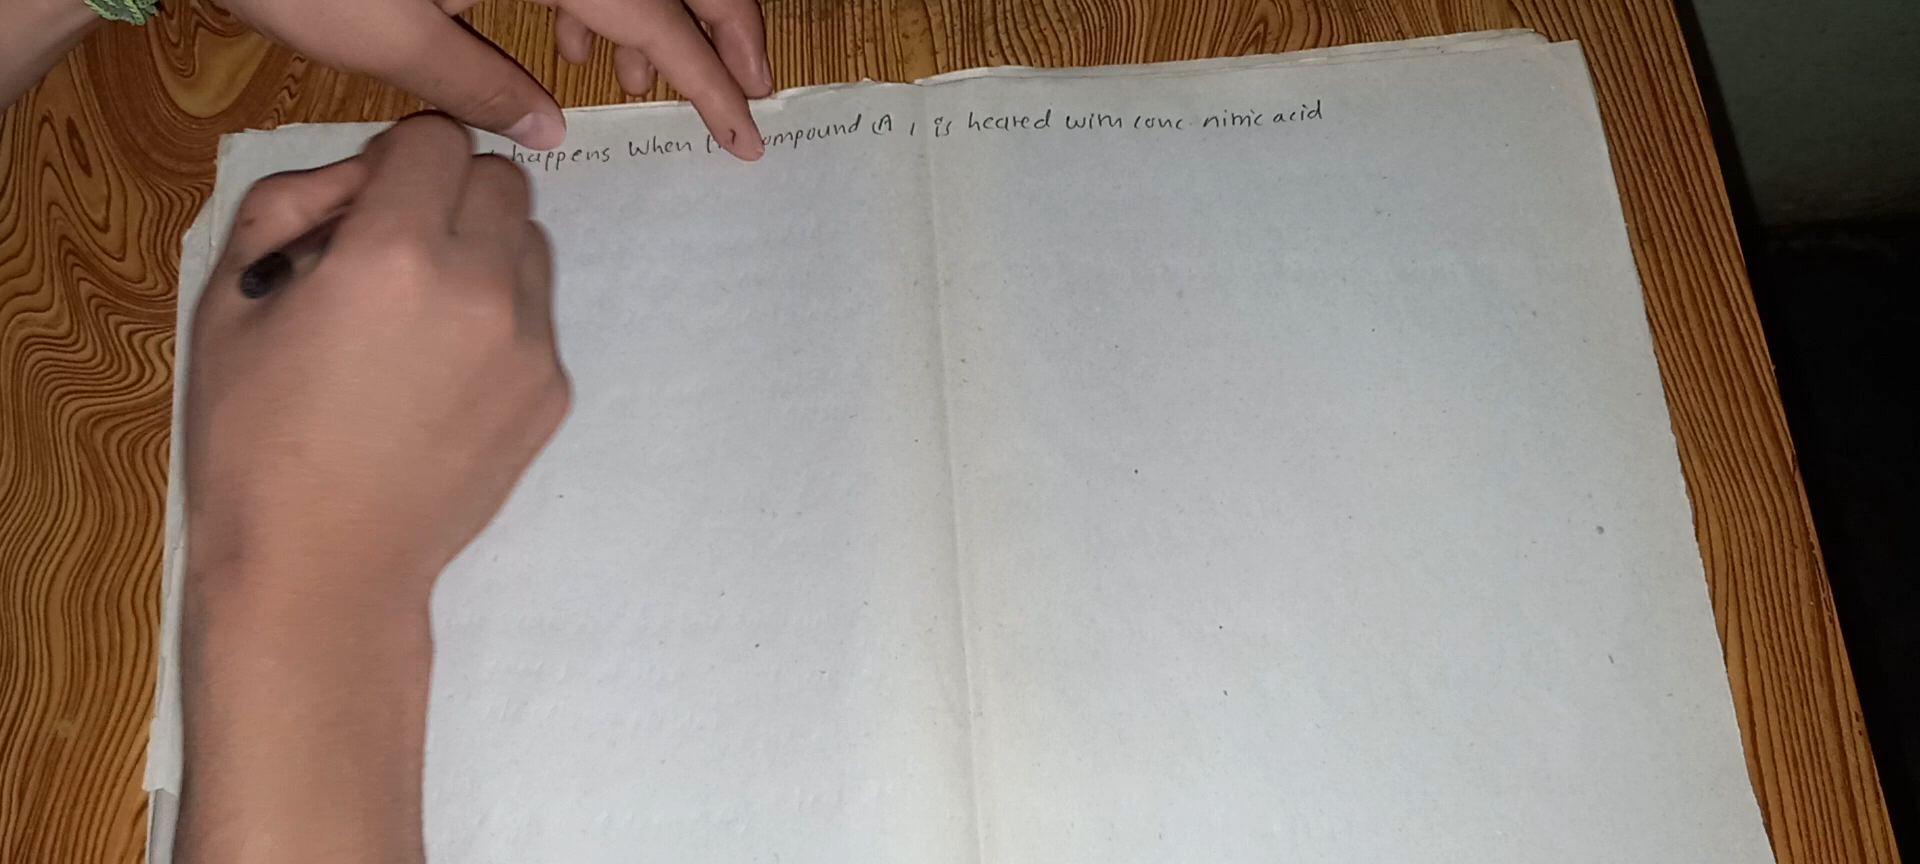 happens when compound (A) is heated with conc. nitric acid